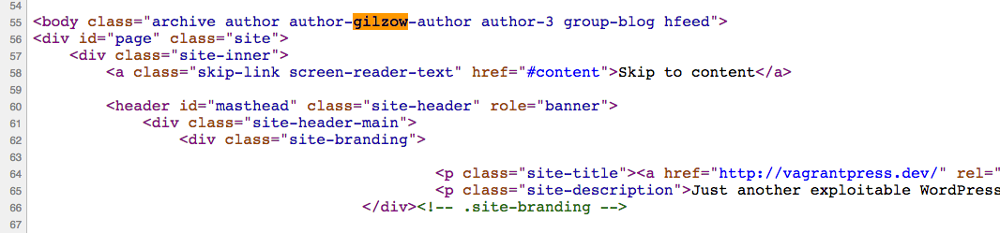 54
55 <body class="archive author author-gilzow-author author-3 group-blog hfeed">
56 <div id="page" class="site">
57 <div class="site-inner">
58 <a class="skip-link screen-reader-text" href="#content">Skip to content</a>
59
60 <header id="masthead" class="site-header" role="banner">
61 <div class="site-header-main">
62 <div class="site-branding">
63
64 <p class="site-title"><a href="http://vagrantpress.dev/" rel="
65 <p class="site-description">Just another exploitable WordPress
66 </div><!-- .site-branding -->
67